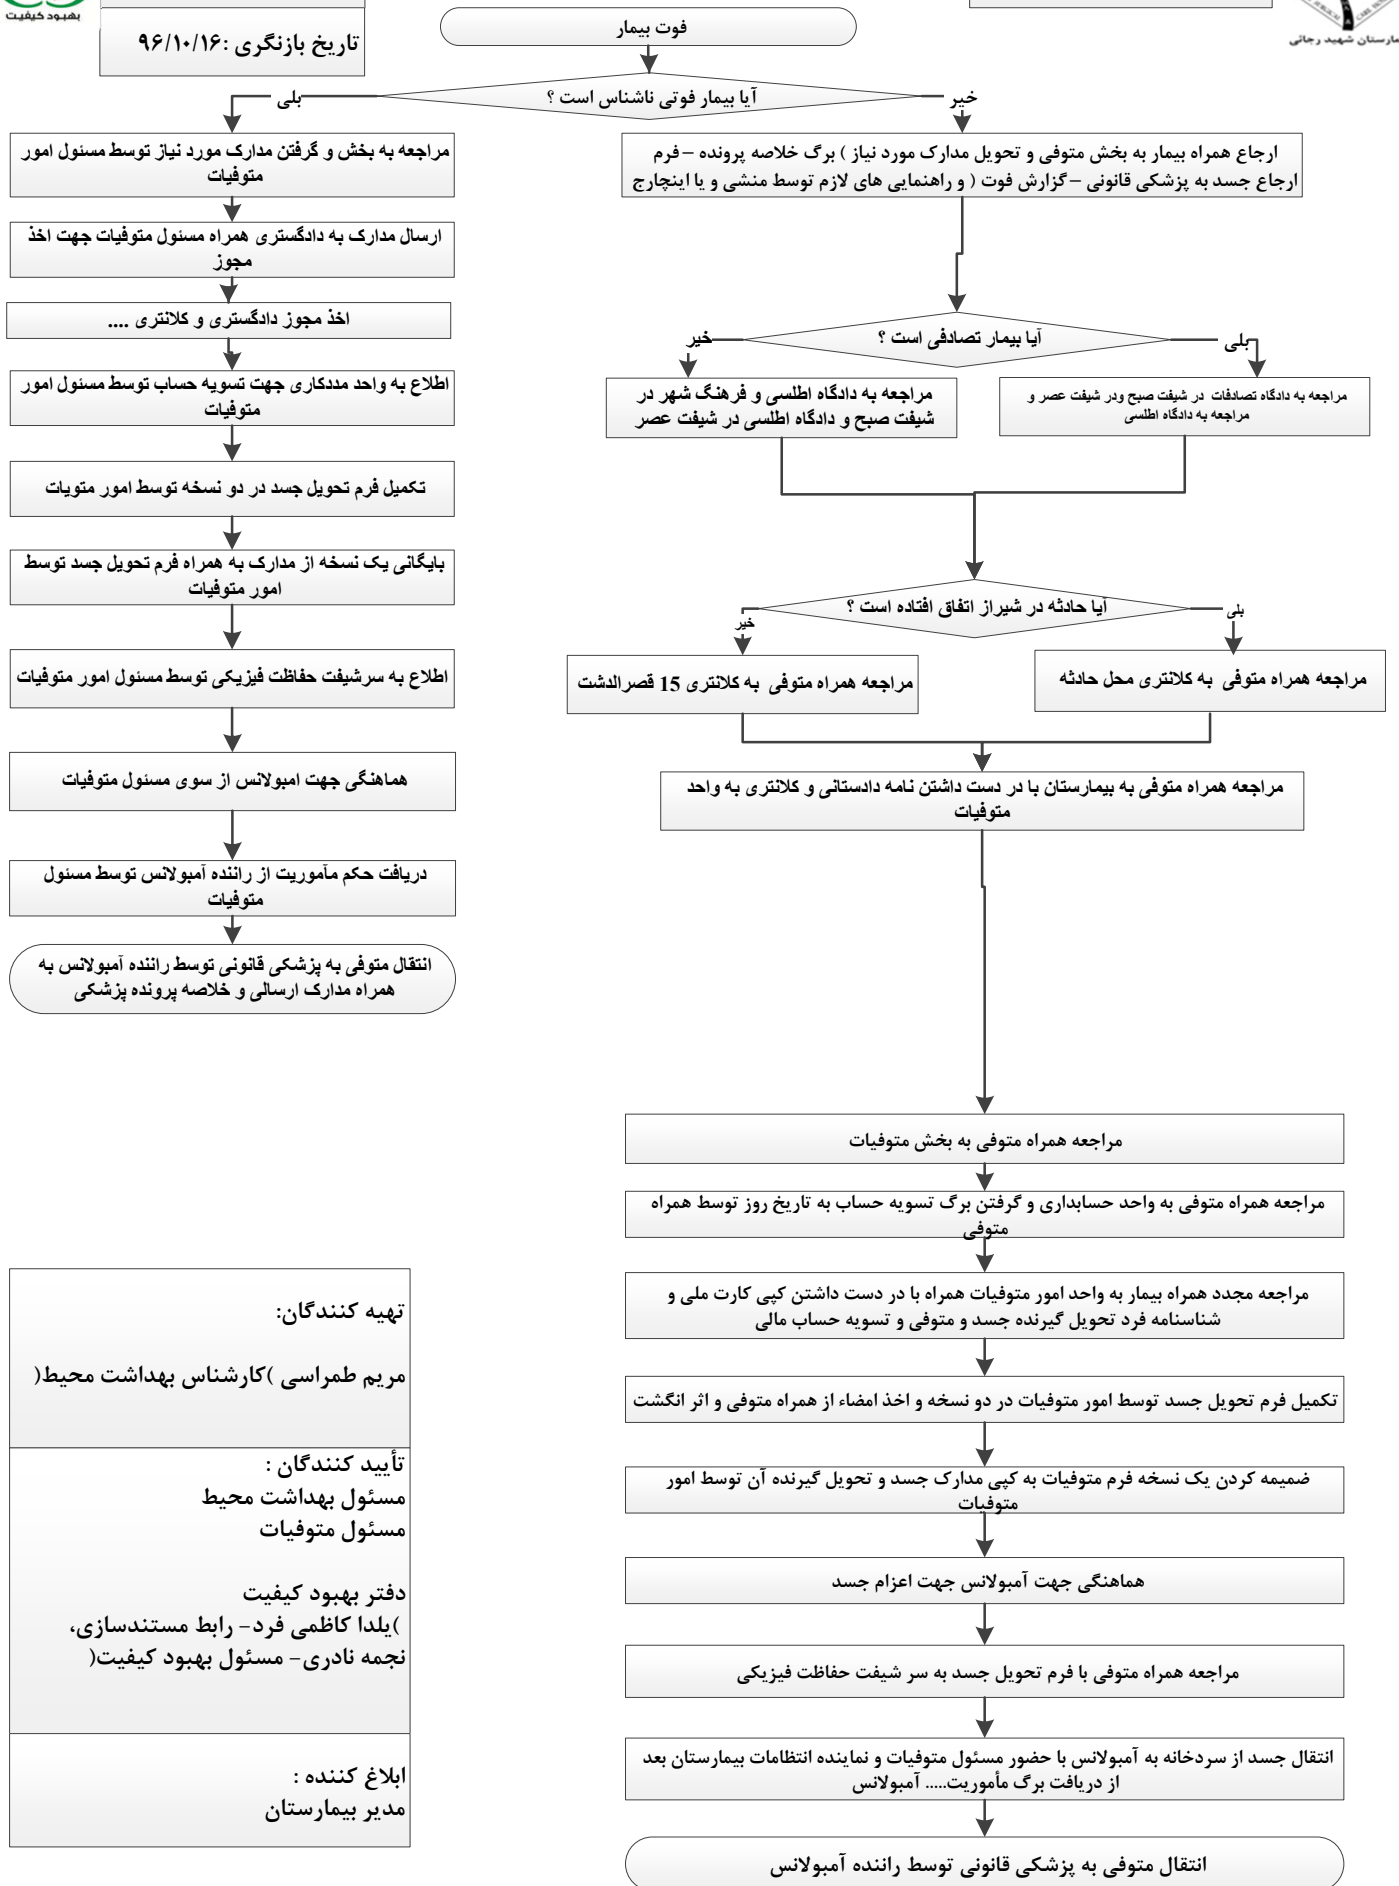 بهبود کیفیت
مارستان شهید رجائی
تاریخ بازنگری :۹۶/۱۰/۱۶
فوت بیمار
آیا بیمار فوتی ناشناس است ؟
بلی
خیر
مراجعه به بخش و گرفتن مدارک مورد نیاز توسط مسئول امور
متوفیات
ارسال مدارک به دادگستری همراه مسئول متوفیات جهت اخذ
مجوز
اخذ مجوز دادگستری و کلانتری ....
اطلاع به واحد مددکاری جهت تسویه حساب توسط مسئول امور
متوفیات
تکمیل فرم تحویل جسد در دو نسخه توسط امور متویات
بایگانی یک نسخه از مدارک به همراه فرم تحویل جسد توسط
امور متوفیات
اطلاع به سرشیفت حفاظت فیزیکی توسط مسئول امور متوفیات
هماهنگی جهت امبولانس از سوی مسئول متوفیات
دریافت حکم مأموریت از راننده آمبولانس توسط مسئول
متوفیات
انتقال متوفی به پزشکی قانونی توسط راننده آمبولانس به
همراه مدارک ارسالی و خلاصه پرونده پزشکی
ارجاع همراه بیمار به بخش متوفی و تحویل مدارک مورد نیاز ) برگ خلاصه پرونده – فرم
ارجاع جسد به پزشکی قانونی – گزارش فوت ( و راهنمایی های لازم توسط منشی و یا اینچارج
آیا بیمار تصادفی است ؟
بلی
خیر
مراجعه به دادگاه تصادفات در شیفت صبح ودر شیفت عصر و
مراجعه به دادگاه اطلسی
مراجعه به دادگاه اطلسی و فرهنگ شهر در
شیفت صبح و دادگاه اطلسی در شیفت عصر
آیا حادثه در شیراز اتفاق افتاده است ؟
بلی
خیر
مراجعه همراه متوفی به کلانتری محل حادثه
مراجعه همراه متوفی به کلانتری 15 قصرالدشت
مراجعه همراه متوفی به بیمارستان با در دست داشتن نامه دادستانی و کلانتری به واحد
متوفیات
مراجعه همراه متوفی به بخش متوفیات
مراجعه همراه متوفی به واحد حسابداری و گرفتن برگ تسویه حساب به تاریخ روز توسط همراه
متوفی
مراجعه مجدد همراه بیمار به واحد امور متوفیات همراه با در دست داشتن کپی کارت ملی و
شناسنامه فرد تحویل گیرنده جسد و متوفی و تسویه حساب مالی
تکمیل فرم تحویل جسد توسط امور متوفیات در دو نسخه و اخذ امضاء از همراه متوفی و اثر انگشت
ضمیمه کردن یک نسخه فرم متوفیات به کپی مدارک جسد و تحویل گیرنده آن توسط امور
متوفیات
هماهنگی جهت آمبولانس جهت اعزام جسد
مراجعه همراه متوفی با فرم تحویل جسد به سر شیفت حفاظت فیزیکی
انتقال جسد از سردخانه به آمبولانس با حضور مسئول متوفیات و نماینده انتظامات بیمارستان بعد
از دریافت برگ مأموریت..... آمبولانس
انتقال متوفی به پزشکی قانونی توسط راننده آمبولانس
تهیه کنندگان:
مریم طمراسی )کارشناس بهداشت محیط(
تأیید کنندگان :
مسئول بهداشت محیط
مسئول متوفیات
دفتر بهبود کیفیت
)یلدا کاظمی فرد- رابط مستندسازی،
نجمه نادری- مسئول بهبود کیفیت(
ابلاغ کننده :
مدیر بیمارستان